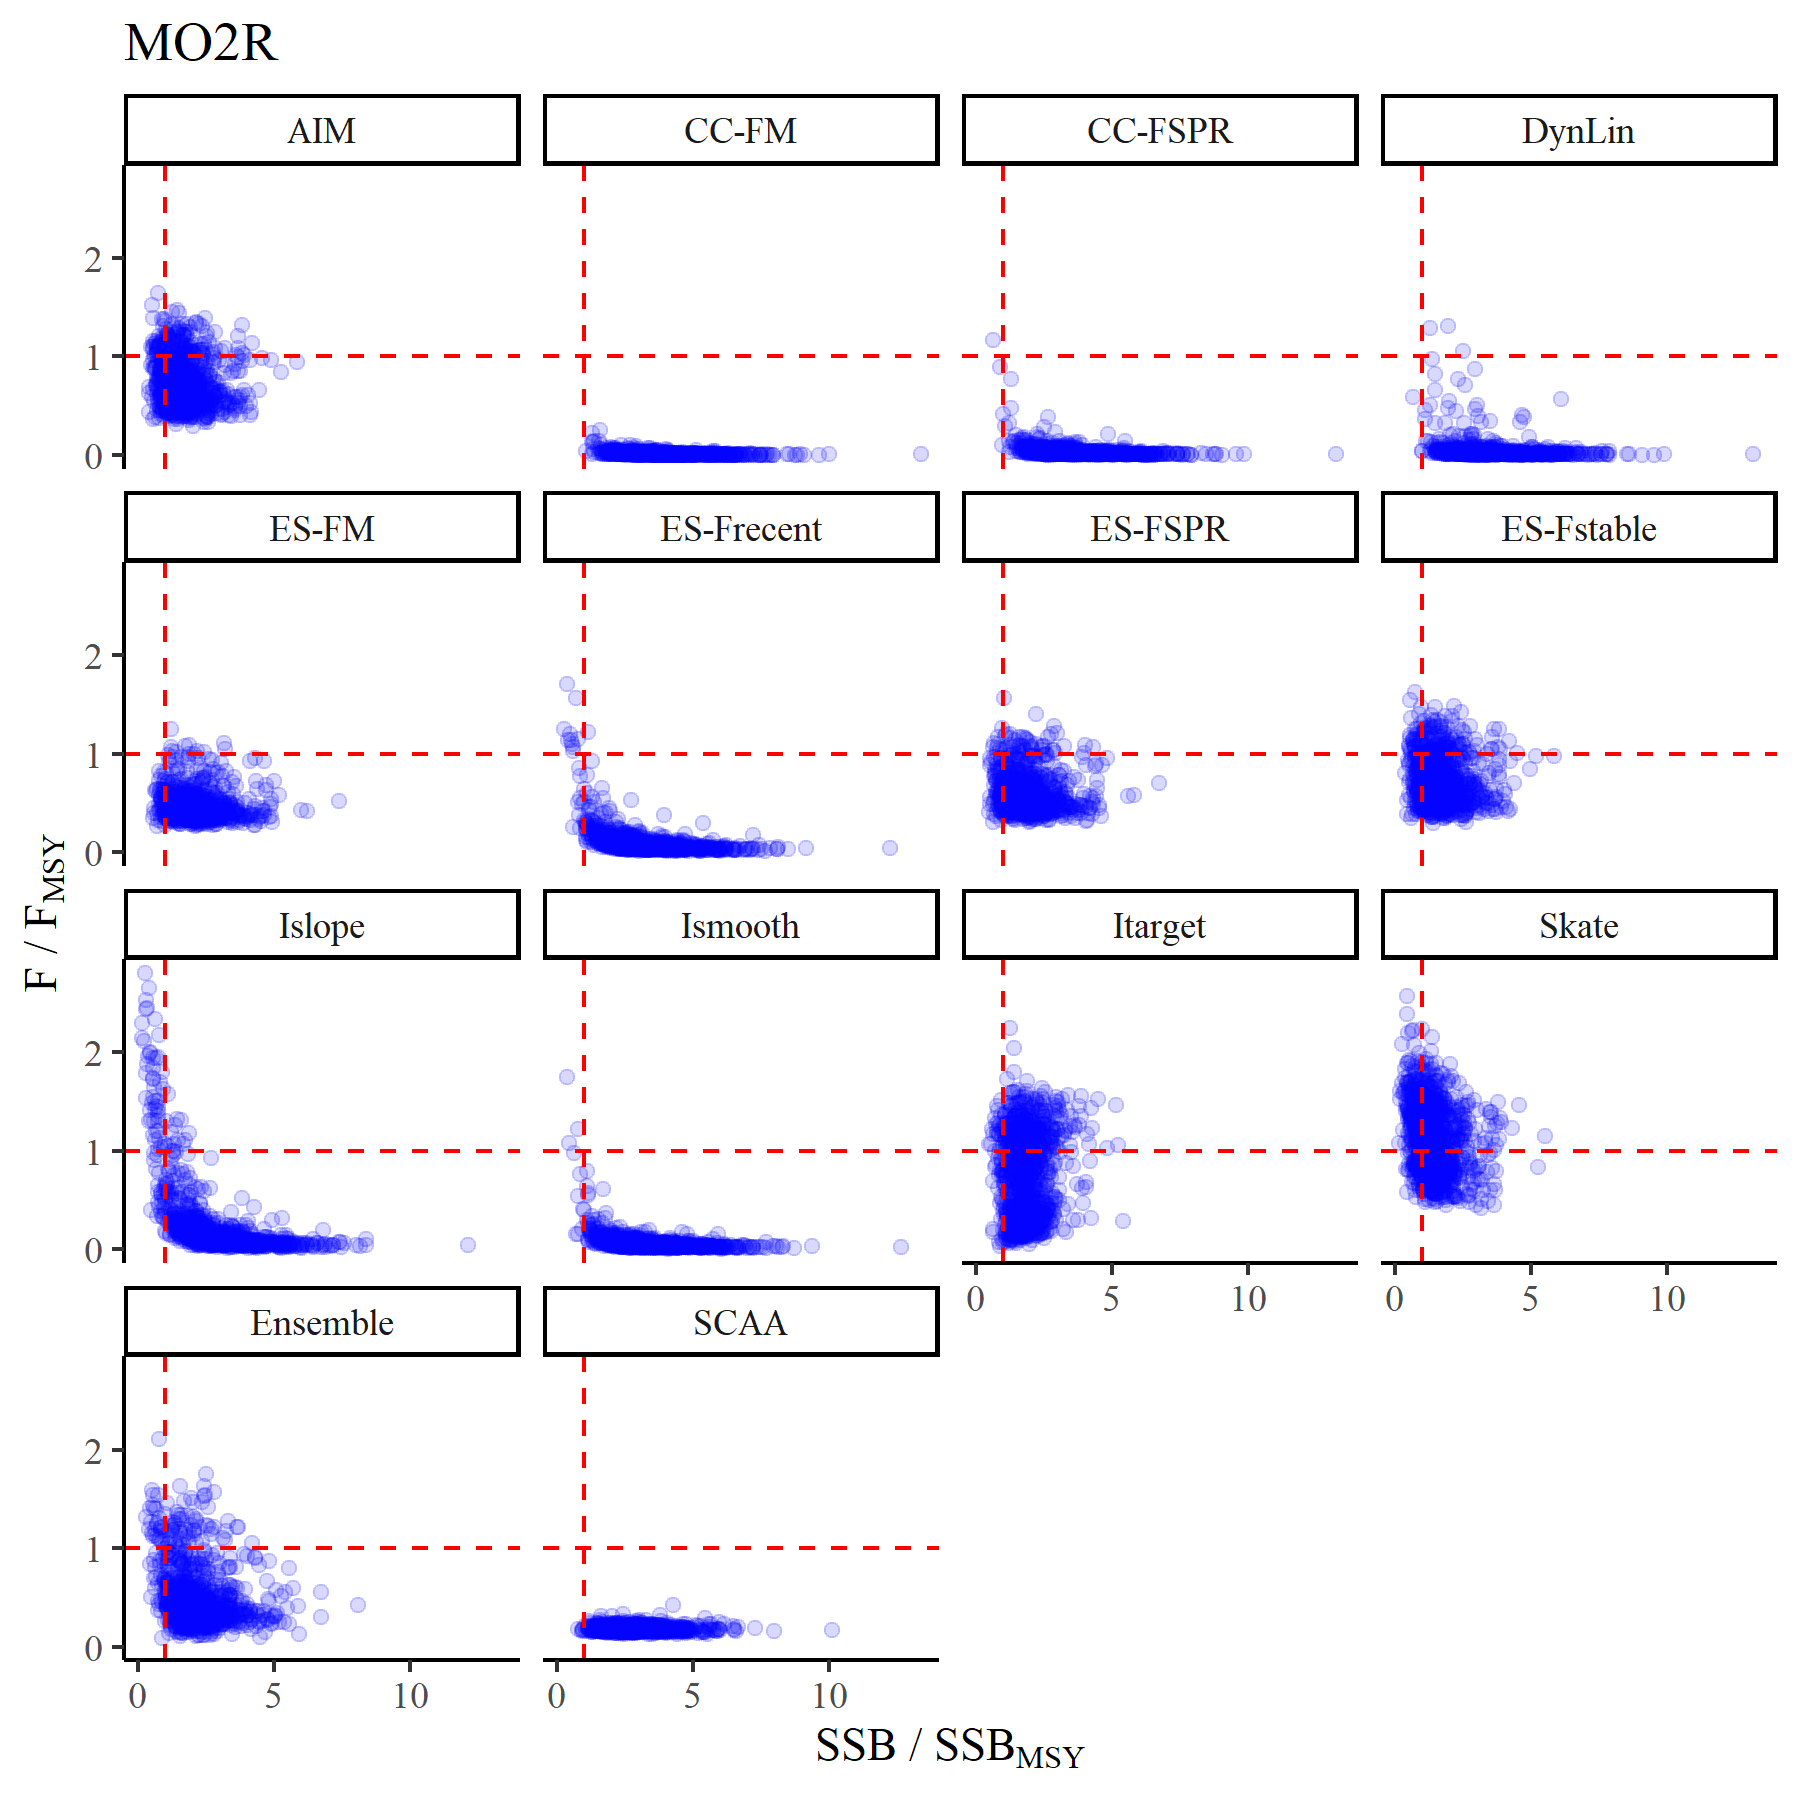 MO2R
AIM CC-FM CC-FSPR DynLin
2
1
0
ES-FM ES-Frecent ES-FSPR ES-Fstable
2
1
0
Islope Ismooth Itarget Skate
2
1
0
0 5 10 0 5 10
Ensemble SCAA
2
1
0
0 5 10 0 5 10
F / FMSY
SSB / SSBMSY